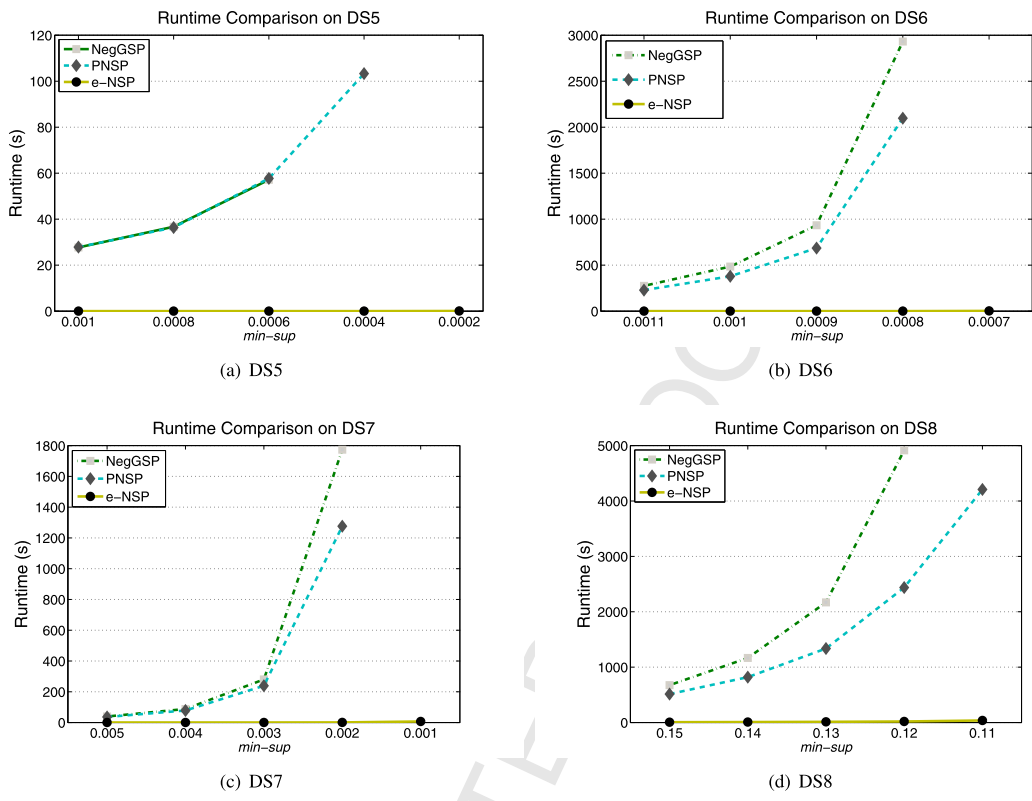 Runtime Comparison on DS5
120
100
80
60
40
20
0
Runtime (s)
NegGSP
PNSP
e-NSP
0.001 0.0008 0.0006 0.0004 0.0002
min-sup
(a) DS5
Runtime Comparison on DS6
3000
2500
2000
1500
1000
500
0
Runtime (s)
NegGSP
PNSP
e-NSP
0.0011 0.001 0.0009 0.0008 0.0007
min-sup
(b) DS6
Runtime Comparison on DS7
1800
1600
1400
1200
1000
800
600
400
200
0
Runtime (s)
NegGSP
PNSP
e-NSP
0.005 0.004 0.003 0.002 0.001
min-sup
(c) DS7
Runtime Comparison on DS8
5000
4000
3000
2000
1000
0
Runtime (s)
NegGSP
PNSP
e-NSP
0.15 0.14 0.13 0.12 0.11
min-sup
(d) DS8